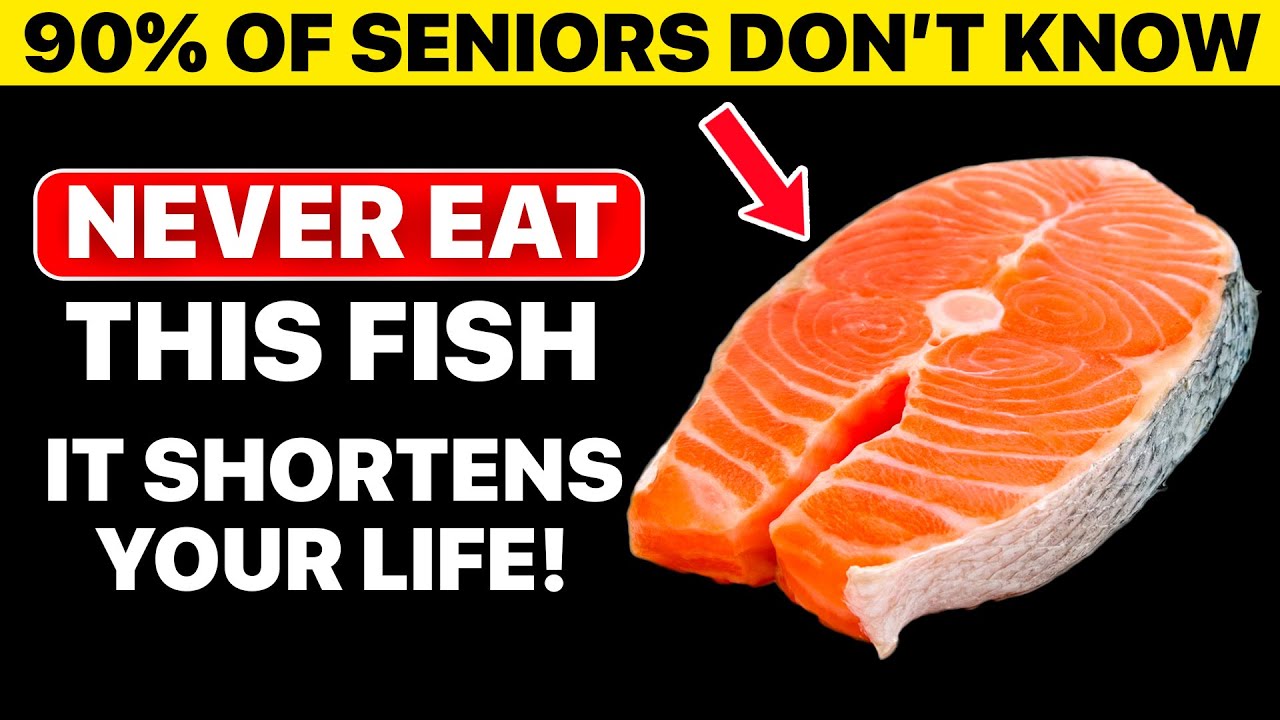 90% OF SENIORS DON'T KNOW
NEVER EAT
THIS FISH
IT SHORTENS
YOUR LIFE!